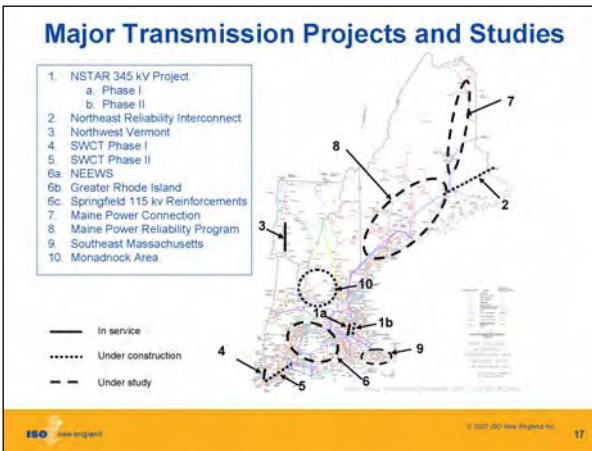 Major Transmission Projects and Studies
1. NSTAR 345 kV Project
a. Phase I
b. Phase II
2. Northeast Reliability Interconnect
3. Northwest Vermont
4. SWCT Phase I
5. SWCT Phase II
6a. NEEWS
6b. Greater Rhode Island
6c. Springfield 115 kv Reinforcements
7. Maine Power Connection
8. Maine Power Reliability Program
9. Southeast Massachusetts
10. Monadnock Area
7
8
2
3
10
1a
1b
9
6
4
5
In service
Under construction
Under study
ISO new england
© 2007 ISO New England Inc.
17